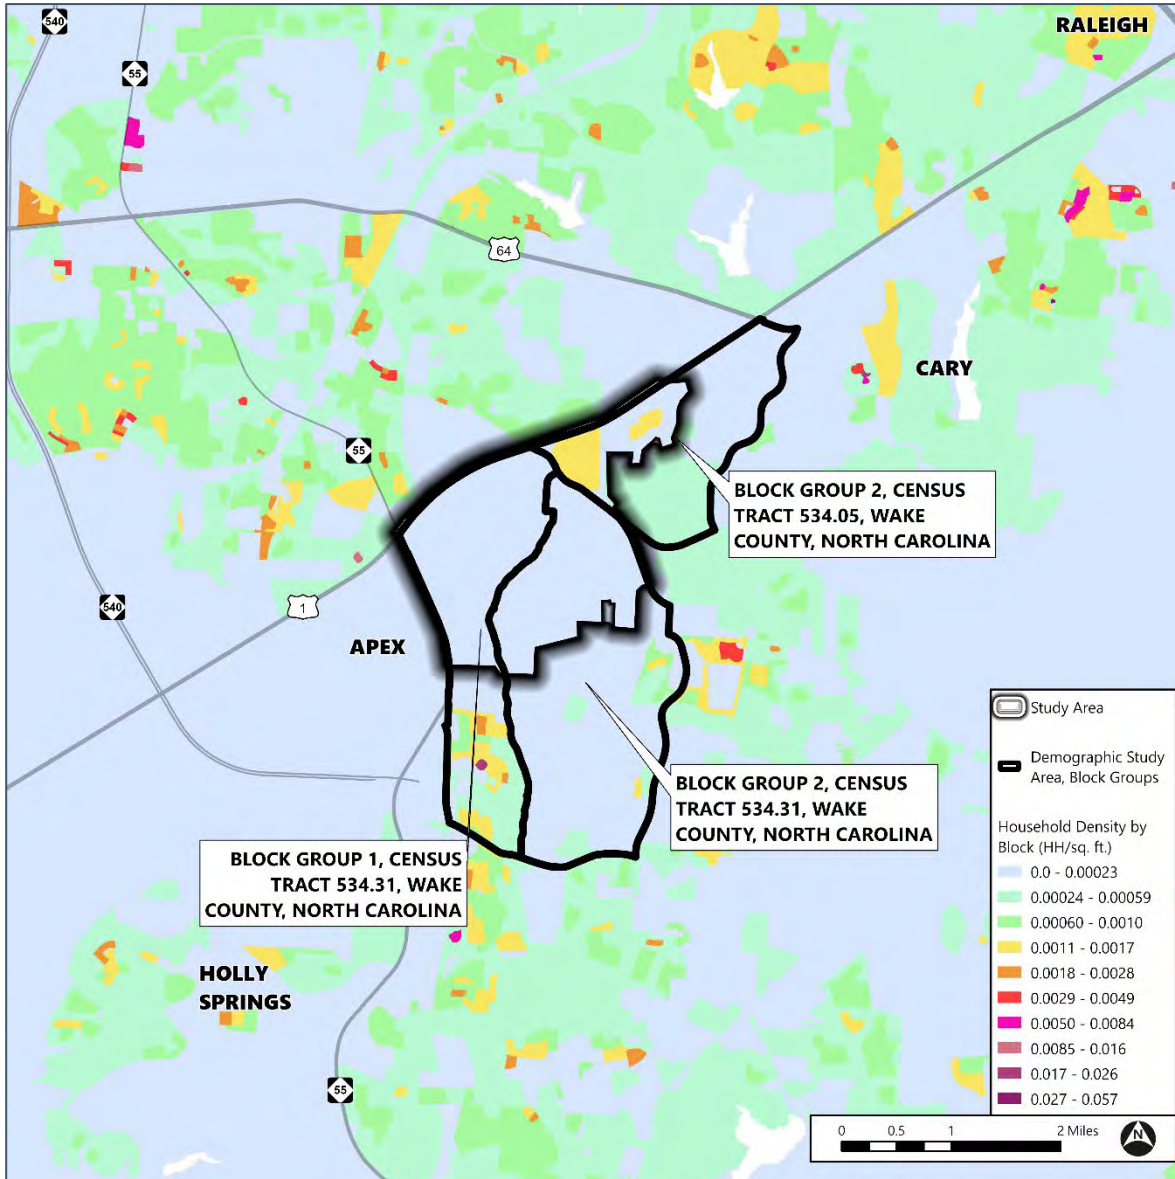 RALEIGH
540
55
64
CARY
55
BLOCK GROUP 2, CENSUS
TRACT 534.05, WAKE
COUNTY, NORTH CAROLINA
540
1
APEX
BLOCK GROUP 2, CENSUS
TRACT 534.31, WAKE
COUNTY, NORTH CAROLINA
BLOCK GROUP 1, CENSUS
TRACT 534.31, WAKE
COUNTY, NORTH CAROLINA
HOLLY
SPRINGS
55
Study Area
Demographic Study
Area, Block Groups
Household Density by
Block (HH/sq. ft.)
0.0 - 0.00023
0.00024 - 0.00059
0.00060 - 0.0010
0.0011 - 0.0017
0.0018 - 0.0028
0.0029 - 0.0049
0.0050 - 0.0084
0.0085 - 0.016
0.017 - 0.026
0.027 - 0.057
0 0.5 1 2 Miles
N